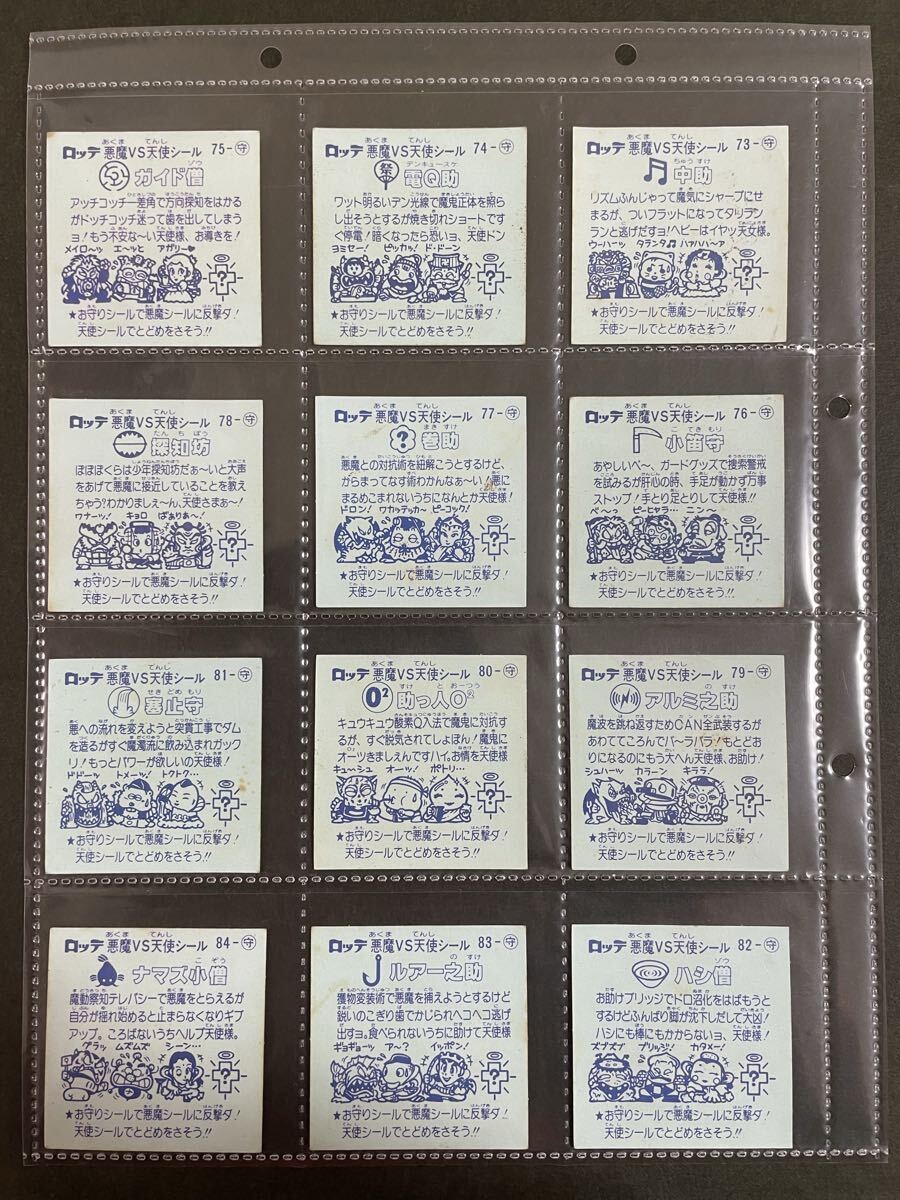 ロッテ 悪魔VS天使シール 75-守
ガイド僧
アッチコッチ一差角で方向探知をはかる
がドッチコッチ迷って歯を出してしまう
ョ!もう不安な〜い天使様、お導きを!
メイロ〜ッ エ〜ッと アガリ〜♥
★お守りシールで悪魔シールに反撃ダ!
天使シールでとどめをさそう!!
ロッテ 悪魔VS天使シール 74-守
祭
電Q助
ワット明るいデン光線で魔鬼正体を照ら
し出そうとするが焼き切れショートです
ぐ停電!暗くなったら恐いョ、天使ドン
ヨミセー! ピッカッ! ド・ドーン
★お守りシールで悪魔シールに反撃ダ!
天使シールでとどめをさそう!!
ロッテ 悪魔VS天使シール 73-守
中助
リズムふんじゃって魔気にシャープにせ
まるが、ついフラットになってタリラン
ランと逃げだすョ!ヘビーはイヤッ天女様。
ウーハーッ タランタ♫ ハァハハ〜ア
★お守りシールで悪魔シールに反撃ダ!
天使シールでとどめをさそう!!
ロッテ 悪魔VS天使シール 78-守
探知坊
ほほほくらは少年探知坊だぁ〜いと大声
をあげて悪魔に接近していることを教え
ちゃう!わかりましぇ〜ん、天使さまぁ〜!
ワナーッ! キョロ ばぁりあ〜!
★お守りシールで悪魔シールに反撃ダ!
天使シールでとどめをさそう!!
ロッテ 悪魔VS天使シール 77-守
?
巻助
悪魔との対抗術を紐解こうとするけど、
がらまってなす術わかんなぁ〜い!悪に
まるめこまれないうちになんとか天使様!
ドロン! ワカッテッカー ピーコック!
★お守りシールで悪魔シールに反撃ダ!
天使シールでとどめをさそう!!
ロッテ 悪魔VS天使シール 76-守
小笛守
あやしいべ〜、ガードグッズで捜索警戒
を試みるが肝心の時、手足が動かず万事
ストップ!手とり足とりして天使様!!
ベ〜〜 ピーヒャラ… ニン〜
★お守りシールで悪魔シールに反撃ダ!
天使シールでとどめをさそう!!
ロッテ 悪魔VS天使シール 81-守
塞止守
悪への流れを変えようと突貫工事でダム
を造るがすぐ魔濁流に飲み込まれガック
リ!もっとパワーが欲しいの天使様!
ドドーッ トメーッ! トクトク…
★お守りシールで悪魔シールに反撃ダ!
天使シールでとどめをさそう!!
ロッテ 悪魔VS天使シール 80-守
O2
助っ人O2
キュウキュウ酸素Q入法で魔鬼に対抗す
るが、すぐ脱気されてしょぼん!魔鬼に
オーツきましえんです!ハイ。お情を天使様
キューシュ オーッ! ポトリ…
★お守りシールで悪魔シールに反撃ダ!
天使シールでとどめをさそう!!
ロッテ 悪魔VS天使シール 79-守
アルミ之助
魔波を跳ね返すためCAN全武装するが
あわててころんでバ〜ラバラ!もとどお
りになるのにもう大へん天使様、お助け!
シュハーッ カラーン キララ!
★お守りシールで悪魔シールに反撃ダ!
天使シールでとどめをさそう!!
ロッテ 悪魔VS天使シール 84-守
ナマズ小僧
魔動察知テレパシーで悪魔をとらえるが
自分が揺れ始めると止まらなくなりギブ
アップ。ころばないうちヘルプ天使様。
グラッ ムズムズ シーン…
★お守りシールで悪魔シールに反撃ダ!
天使シールでとどめをさそう!!
ロッテ 悪魔VS天使シール 83-守
ルアー之助
獲物変装術で悪魔を捕えようとするけど
鋭いのこぎり歯でかじられヘコヘコ逃げ
出すョ。食べられないうちに助けて天使様
ギョギョーッ ア〜? イッポン!
★お守りシールで悪魔シールに反撃ダ!
天使シールでとどめをさそう!!
ロッテ 悪魔VS天使シール 82-守
ハシ僧
お助けブリッジでドロ沼化をはばもうと
するけどふんばり脚が沈下しだして大凶!
ハシにも棒にもかからないョ、天使様。
ズブズブ ブリッジッ! カタメー!
★お守りシールで悪魔シールに反撃ダ!
天使シールでとどめをさそう!!